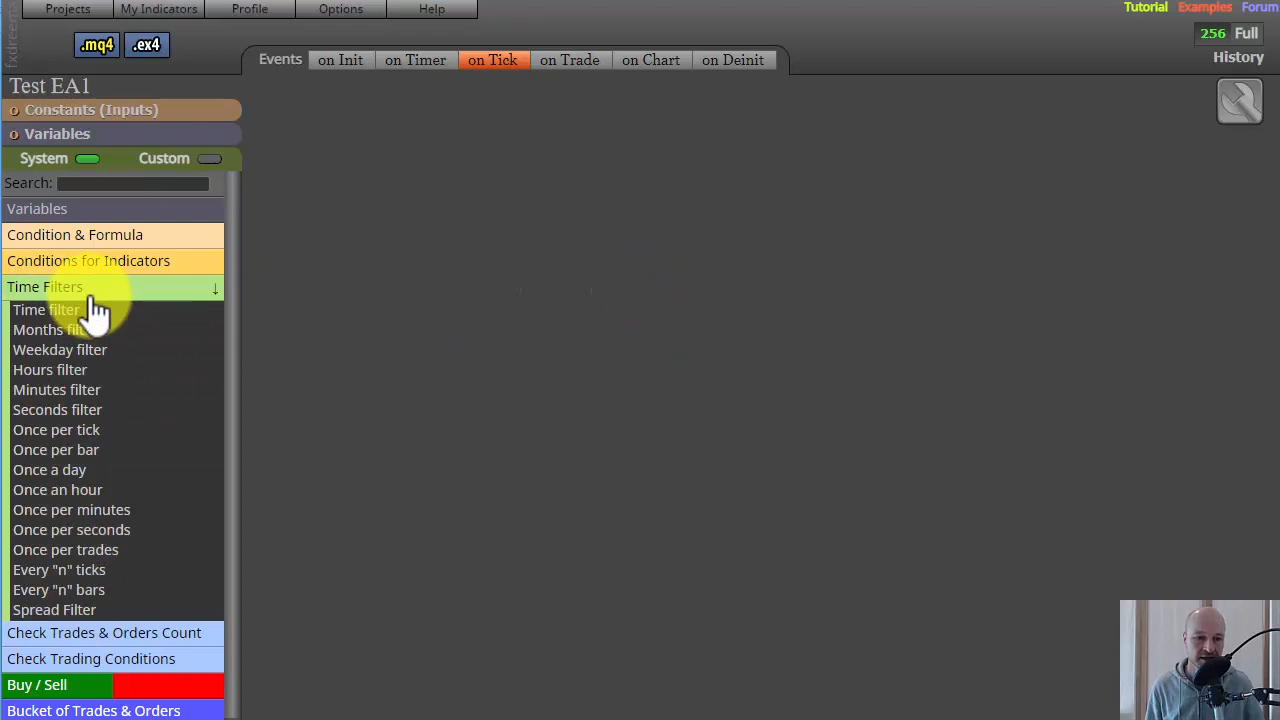 Projects My Indicators Profile Options Help
Tutorial Examples Forum
.mq4 .ex4
256 Full
History
Events on Init on Timer on Tick on Trade on Chart on Deinit
fxdreema
Test EA1
Constants (Inputs)
Variables
System Custom
Search:
Variables
Condition & Formula
Conditions for Indicators
Time Filters ↓
Time filter
Months filt
Weekday filter
Hours filter
Minutes filter
Seconds filter
Once per tick
Once per bar
Once a day
Once an hour
Once per minutes
Once per seconds
Once per trades
Every "n" ticks
Every "n" bars
Spread Filter
Check Trades & Orders Count
Check Trading Conditions
Buy / Sell
Bucket of Trades & Orders